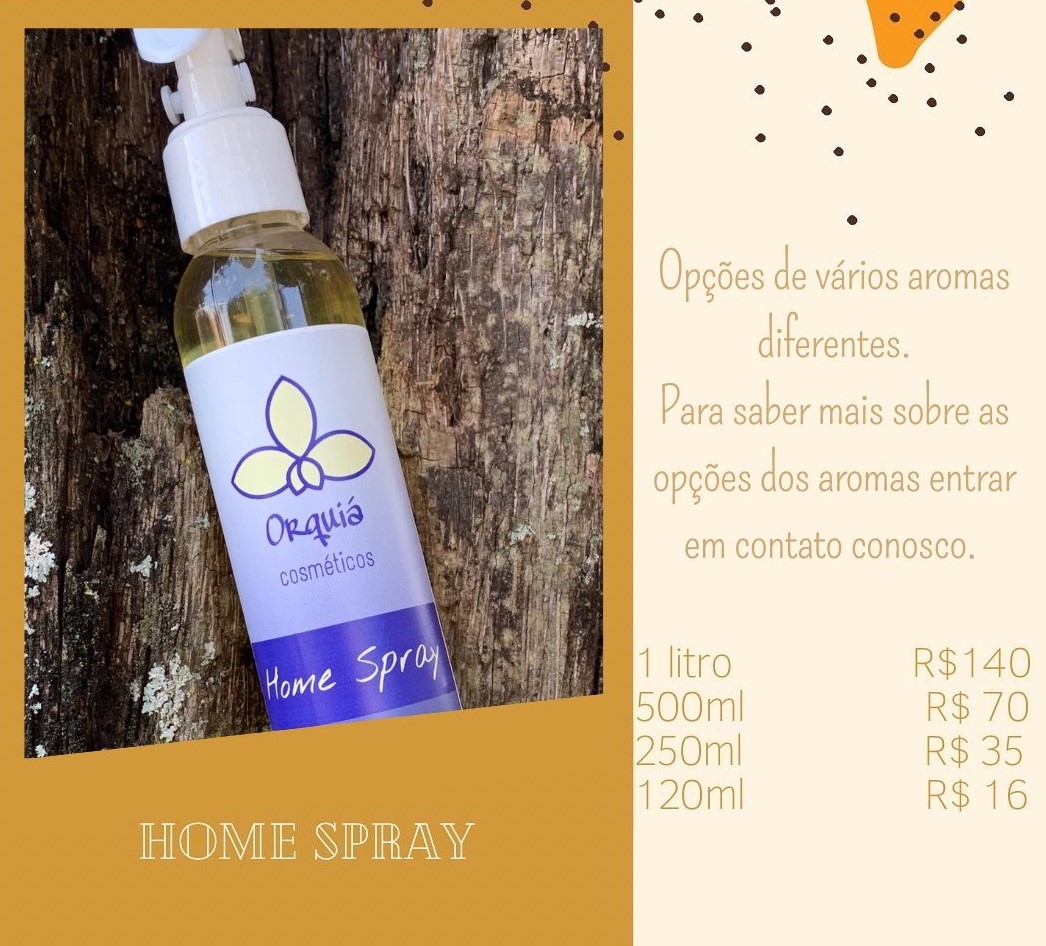 Orquiá
cosméticos
Home Spray
HOME SPRAY
Opções de vários aromas
diferentes.
Para saber mais sobre as
opções dos aromas entrar
em contato conosco.
1 litro R$140
500ml R$ 70
250ml R$ 35
120ml R$ 16